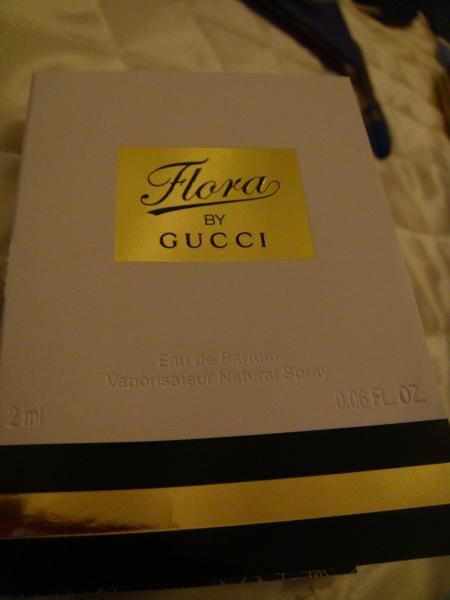 Flora
BY
GUCCI
Eau de Parfum
Vaporisateur Natural Spray
2 ml
0.06 FL. OZ.